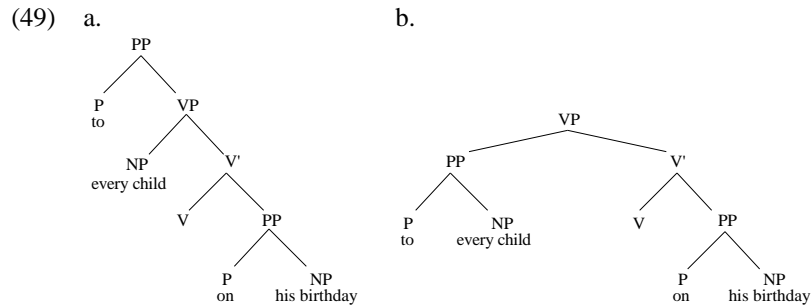 (49) a. b.
PP
P VP
to
VP
NP V'
every child
PP V'
V PP
P NP V PP
to every child
P NP
on his birthday
P NP
on his birthday